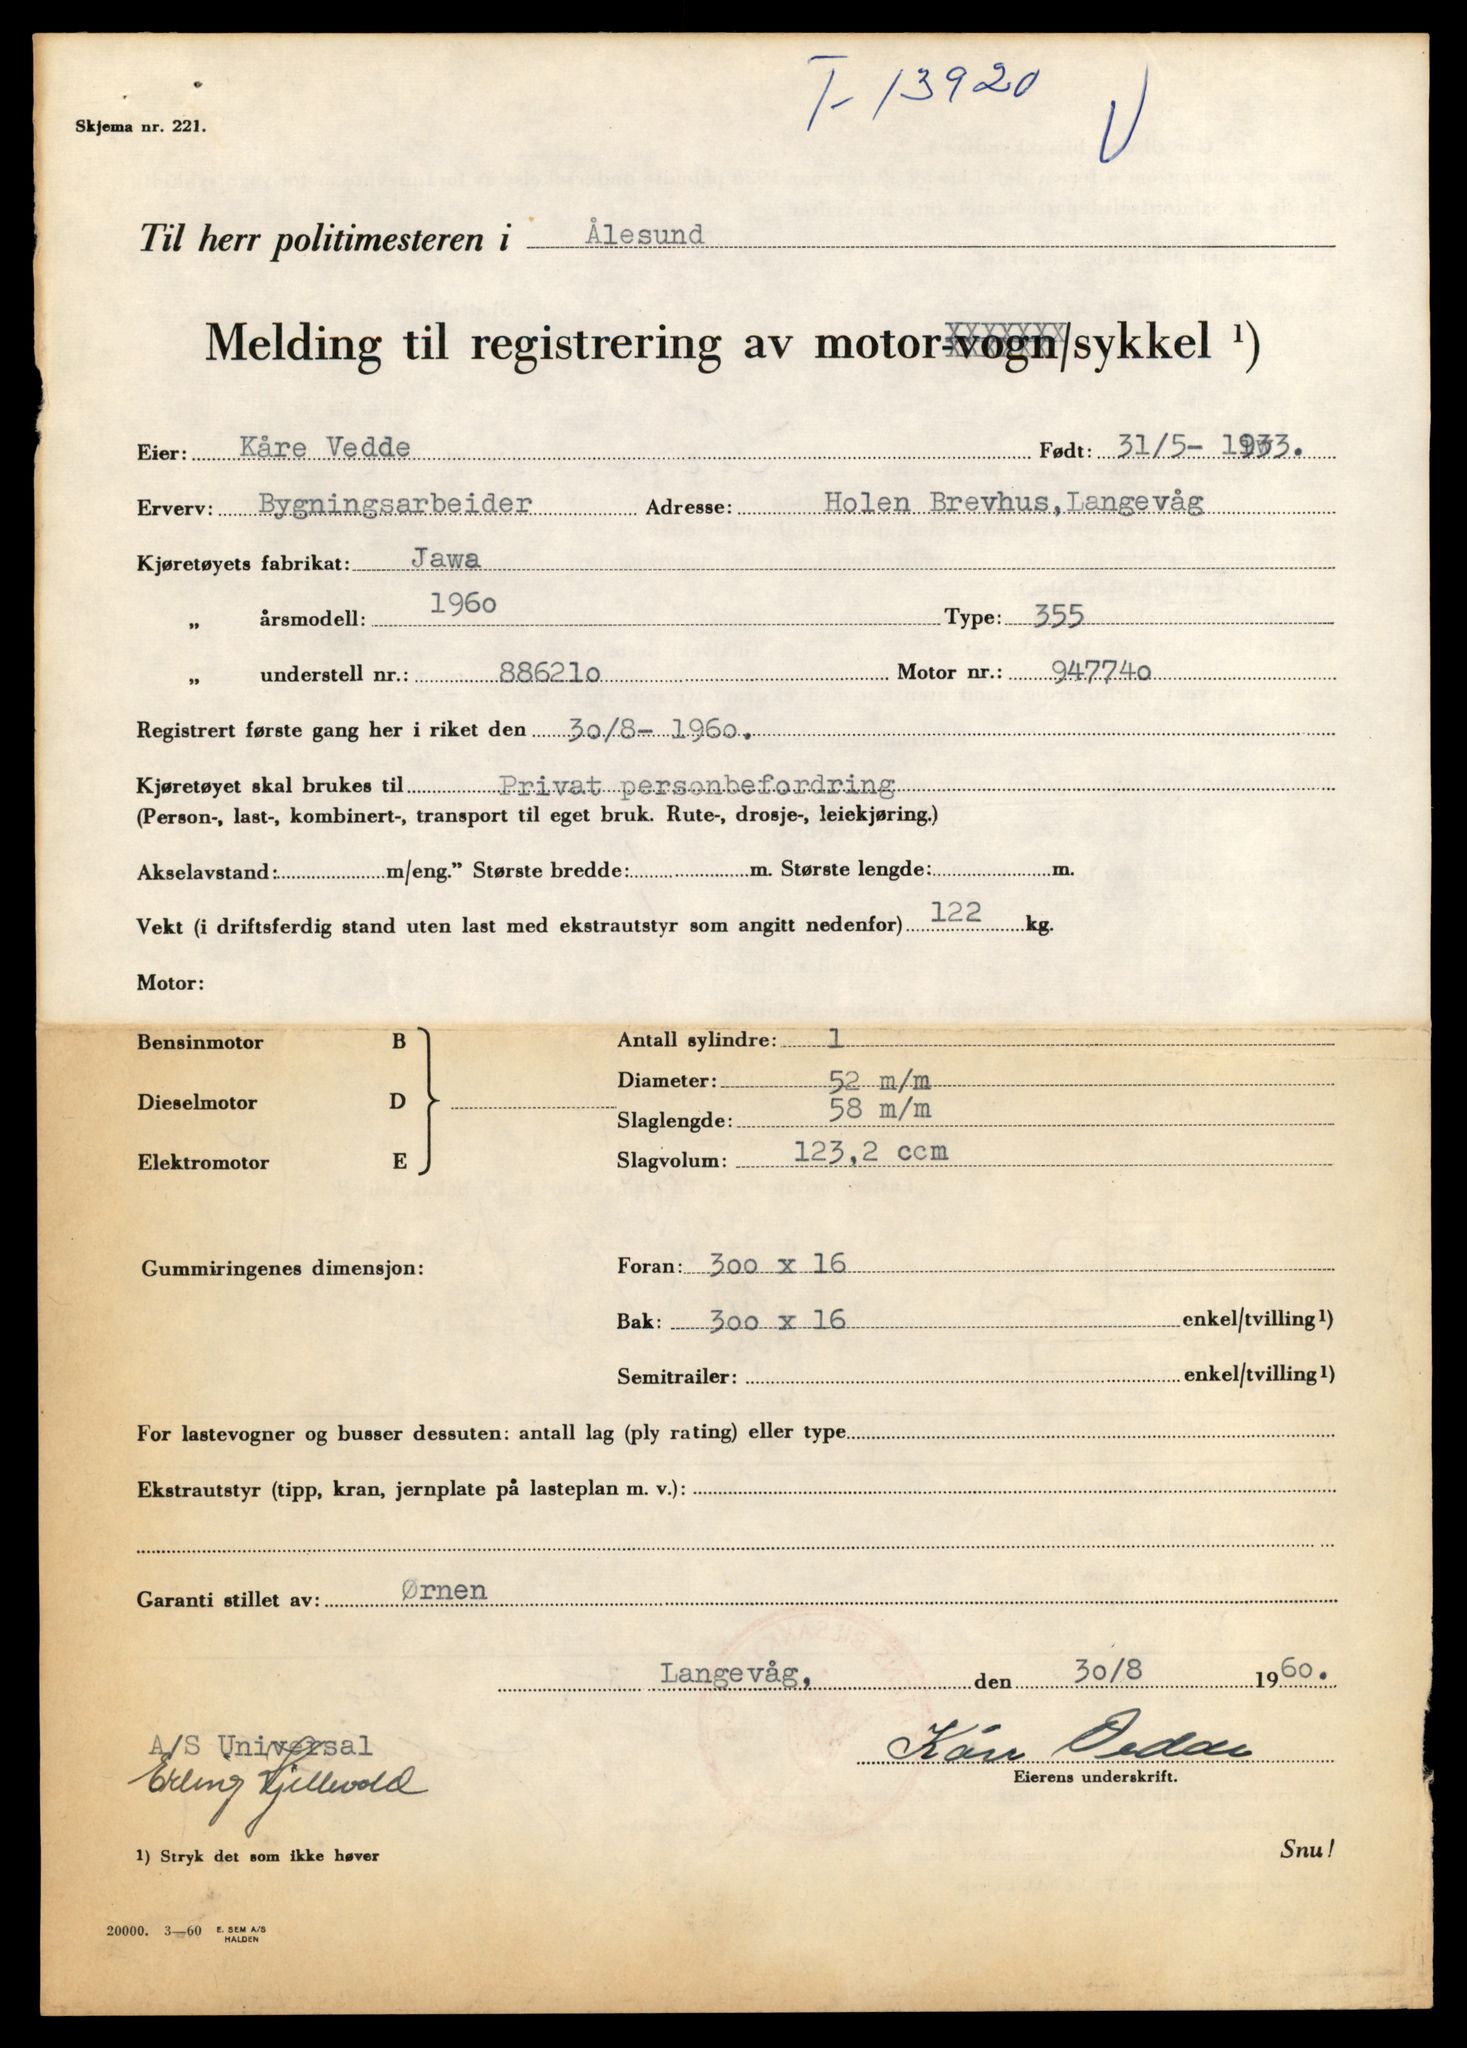 T-13920 V
Skjema nr. 221.
Til herr politimesteren i Ålesund
Melding til registrering av motor-vogn/sykkel ¹)
Eier: Kåre Vedde Født: 31/5- 1933.
Erverv: Bygningsarbeider Adresse: Holen Brevhus, Langevåg
Kjøretøyets fabrikat: Jawa
„ årsmodell: 1960 Type: 355
„ understell nr.: 886210 Motor nr.: 947740
Registrert første gang her i riket den 30/8- 1960.
Kjøretøyet skal brukes til Privat personbefordring
(Person-, last-, kombinert-, transport til eget bruk. Rute-, drosje-, leiekjøring.)
Akselavstand: m/eng.” Største bredde: m. Største lengde: m.
Vekt (i driftsferdig stand uten last med ekstrautstyr som angitt nedenfor) 122 kg.
Motor:
Bensinmotor B Antall sylindre: 1
Diameter: 52 m/m
Dieselmotor D
Slaglengde: 58 m/m
Elektromotor E Slagvolum: 123,2 ccm
Gummiringenes dimensjon: Foran: 300 x 16
Bak: 300 x 16 enkel/tvilling ¹)
Semitrailer: enkel/tvilling ¹)
For lastevogner og busser dessuten: antall lag (ply rating) eller type
Ekstrautstyr (tipp, kran, jernplate på lasteplan m. v.):
Garanti stillet av: Ørnen
Langevåg, den 30/8 1960.
A/S Universal
Erling Kjellevold
Kåre Vedde
Eierens underskrift.
1) Stryk det som ikke høver
Snu!
20000. 3—60 E. SEM A/S
HALDEN